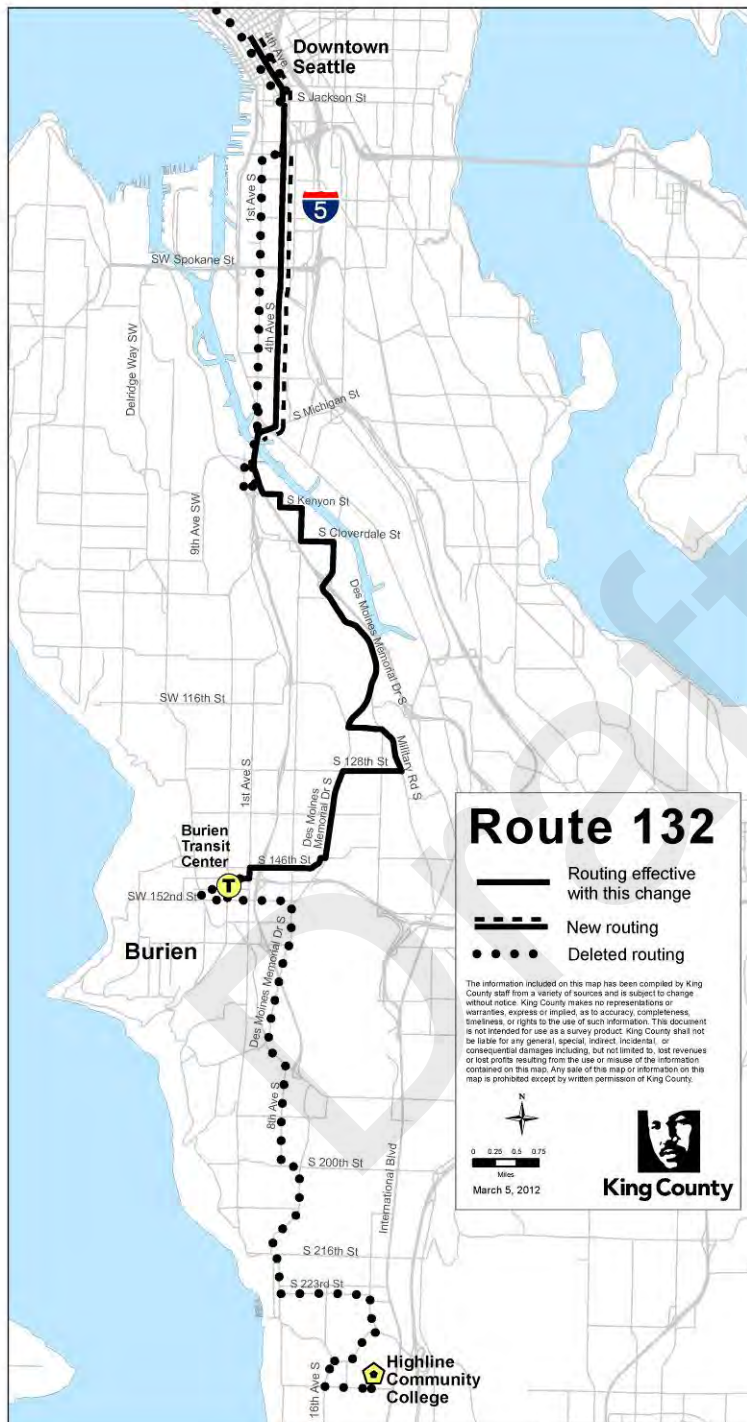 4th Ave
Downtown
Seattle
S Jackson St
1st Ave S
5
SW Spokane St
Delridge Way SW
4th Ave S
S Michigan St
9th Ave SW
S Kenyon St
S Cloverdale St
Des Moines Memorial Dr S
SW 116th St
Military Rd S
S 128th St
1st Ave S
Des Moines
Memorial Dr S
Burien
Transit
Center
S 146th St
T
SW 152nd St
Burien
Des Moines Memorial Dr S
8th Ave S
S 200th St
International Blvd
S 216th St
S 223rd St
16th Ave S
Highline
Community
College
Route 132
Routing effective
with this change
New routing
Deleted routing
The information included on this map has been compiled by King
County staff from a variety of sources and is subject to change
without notice. King County makes no representations or
warranties, express or implied, as to accuracy, completeness,
timeliness, or rights to the use of such information. This document
is not intended for use as a survey product. King County shall not
be liable for any general, special, indirect, incidental, or
consequential damages including, but not limited to, lost revenues
or lost profits resulting from the use or misuse of the information
contained on this map. Any sale of this map or information on this
map is prohibited except by written permission of King County.
N
0 0.25 0.5 0.75
Miles
March 5, 2012
King County
Draft